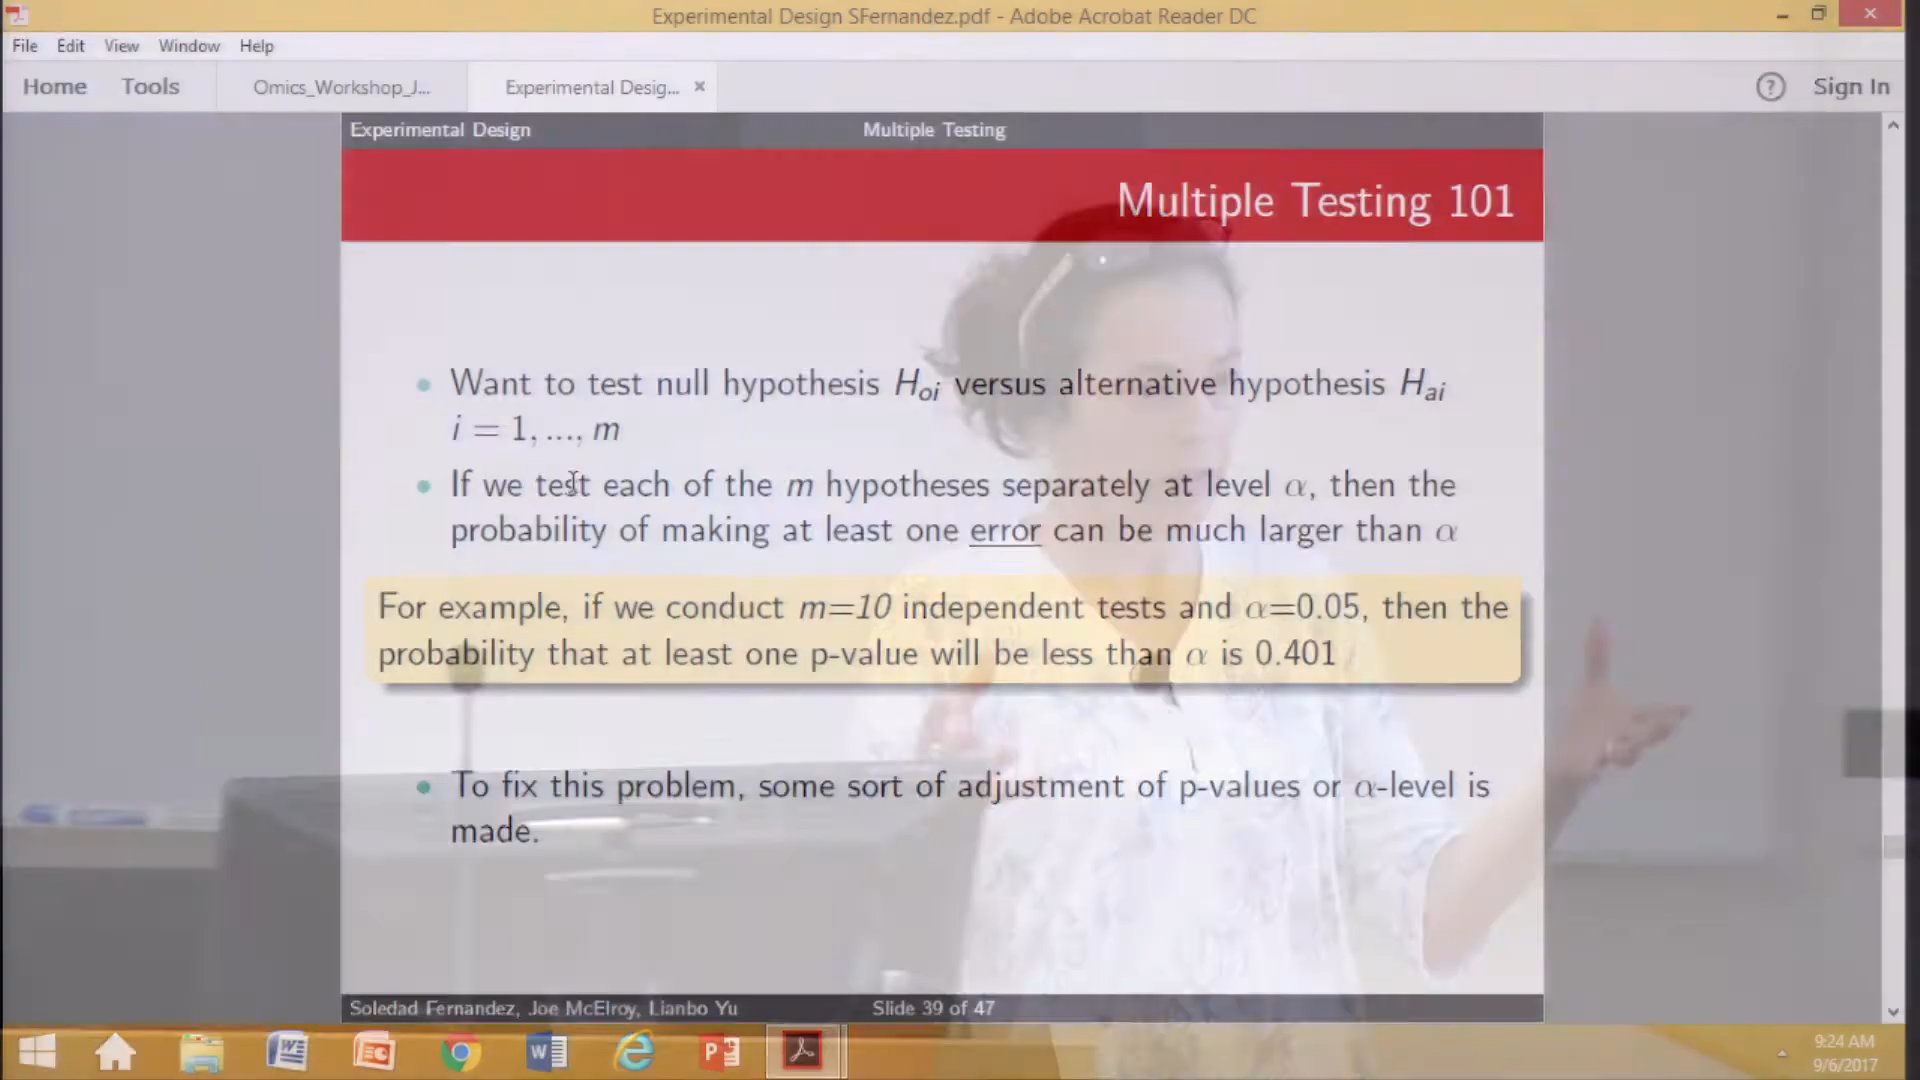 Experimental Design SFernandez.pdf - Adobe Acrobat Reader DC
File Edit View Window Help
Home Tools Omics_Workshop_J... Experimental Desig... × ? Sign In
Experimental Design Multiple Testing
Multiple Testing 101
• Want to test null hypothesis Hoi versus alternative hypothesis Hai
i = 1, ..., m
• If we test each of the m hypotheses separately at level α, then the
probability of making at least one error can be much larger than α
For example, if we conduct m=10 independent tests and α=0.05, then the
probability that at least one p-value will be less than α is 0.401
• To fix this problem, some sort of adjustment of p-values or α-level is
made.
Soledad Fernandez, Joe McElroy, Lianbo Yu Slide 39 of 47
9:24 AM
9/6/2017